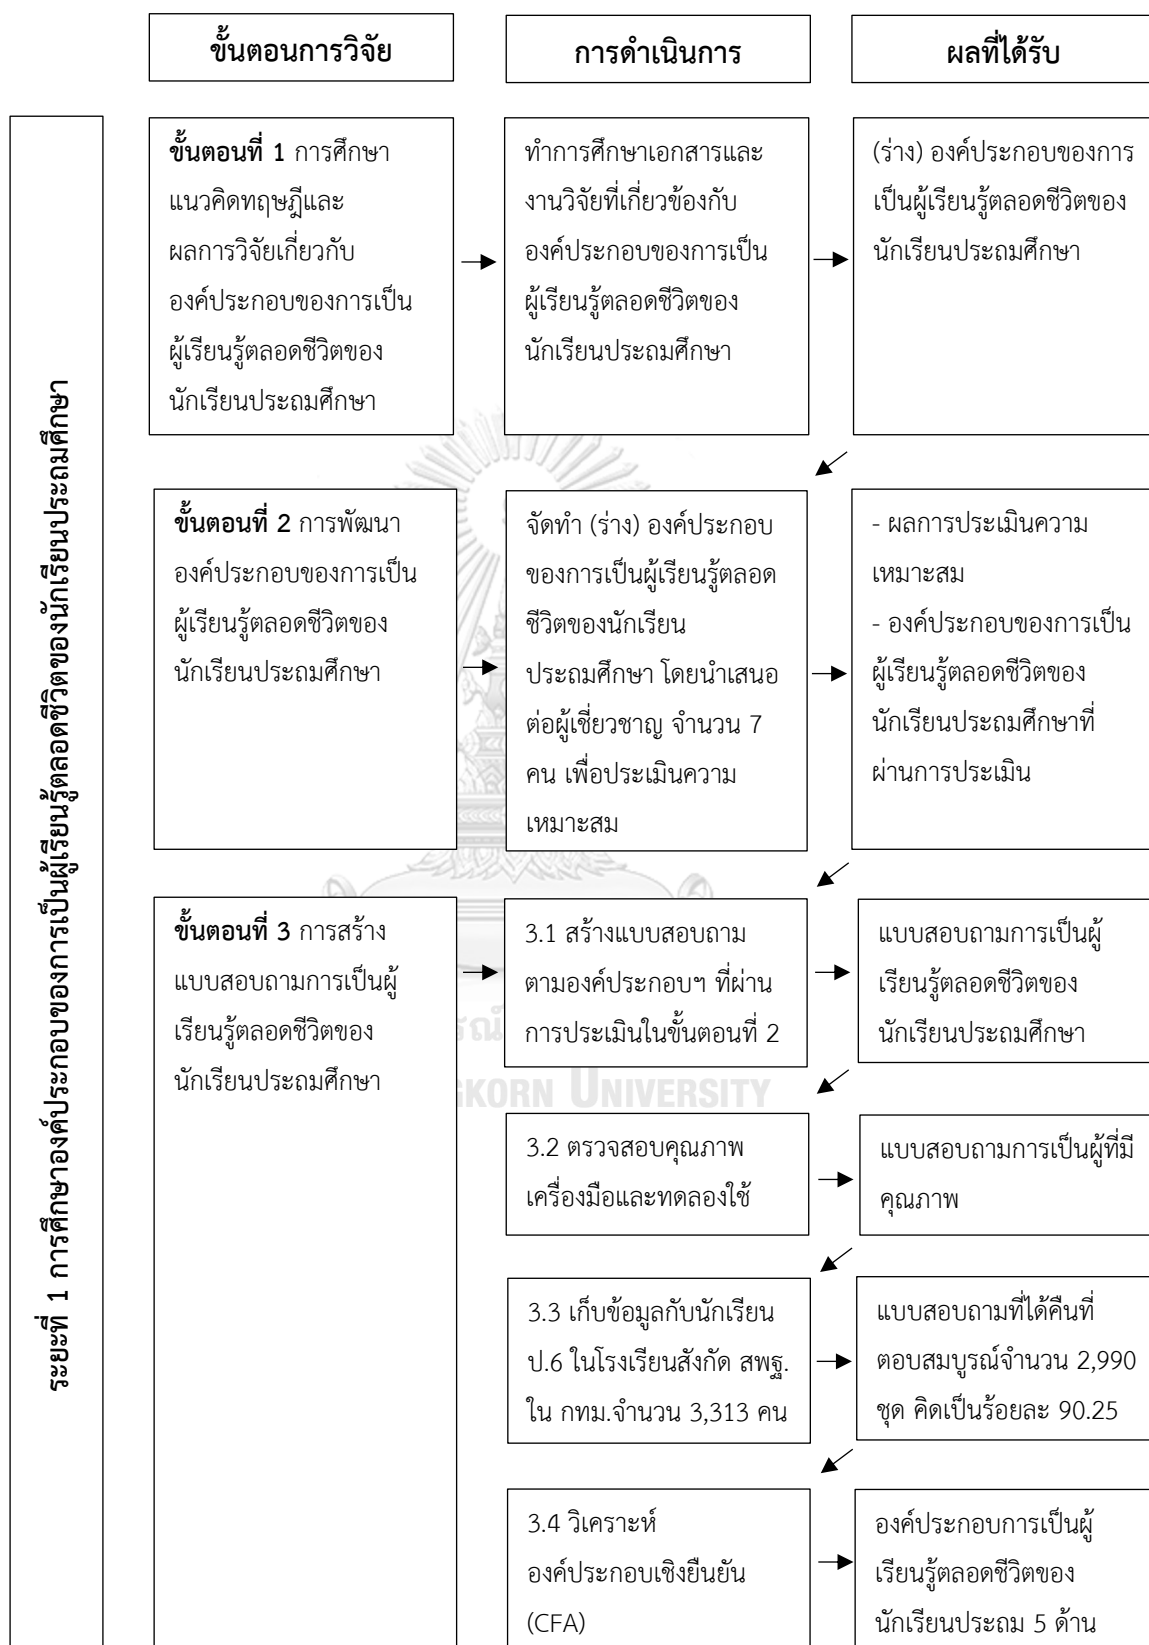 ขั้นตอนการวิจัย
การดำเนินการ
ผลที่ได้รับ
ระยะที่ 1 การศึกษาองค์ประกอบของการเป็นผู้เรียนรู้ตลอดชีวิตของนักเรียนประถมศึกษา
ขั้นตอนที่ 1 การศึกษา
แนวคิดทฤษฎีและ
ผลการวิจัยเกี่ยวกับ
องค์ประกอบของการเป็น
ผู้เรียนรู้ตลอดชีวิตของ
นักเรียนประถมศึกษา
ทำการศึกษาเอกสารและ
งานวิจัยที่เกี่ยวข้องกับ
องค์ประกอบของการเป็น
ผู้เรียนรู้ตลอดชีวิตของ
นักเรียนประถมศึกษา
(ร่าง) องค์ประกอบของการ
เป็นผู้เรียนรู้ตลอดชีวิตของ
นักเรียนประถมศึกษา
ขั้นตอนที่ 2 การพัฒนา
องค์ประกอบของการเป็น
ผู้เรียนรู้ตลอดชีวิตของ
นักเรียนประถมศึกษา
จัดทำ (ร่าง) องค์ประกอบ
ของการเป็นผู้เรียนรู้ตลอด
ชีวิตของนักเรียน
ประถมศึกษา โดยนำเสนอ
ต่อผู้เชี่ยวชาญ จำนวน 7
คน เพื่อประเมินความ
เหมาะสม
- ผลการประเมินความ
เหมาะสม
- องค์ประกอบของการเป็น
ผู้เรียนรู้ตลอดชีวิตของ
นักเรียนประถมศึกษาที่
ผ่านการประเมิน
ขั้นตอนที่ 3 การสร้าง
แบบสอบถามการเป็นผู้
เรียนรู้ตลอดชีวิตของ
นักเรียนประถมศึกษา
3.1 สร้างแบบสอบถาม
ตามองค์ประกอบฯ ที่ผ่าน
การประเมินในขั้นตอนที่ 2
แบบสอบถามการเป็นผู้
เรียนรู้ตลอดชีวิตของ
นักเรียนประถมศึกษา
UNIVERSITY
3.2 ตรวจสอบคุณภาพ
เครื่องมือและทดลองใช้
แบบสอบถามการเป็นผู้ที่มี
คุณภาพ
3.3 เก็บข้อมูลกับนักเรียน
ป.6 ในโรงเรียนสังกัด สพฐ.
ใน กทม.จำนวน 3,313 คน
แบบสอบถามที่ได้คืนที่
ตอบสมบูรณ์จำนวน 2,990
ชุด คิดเป็นร้อยละ 90.25
3.4 วิเคราะห์
องค์ประกอบเชิงยืนยัน
(CFA)
องค์ประกอบการเป็นผู้
เรียนรู้ตลอดชีวิตของ
นักเรียนประถม 5 ด้าน